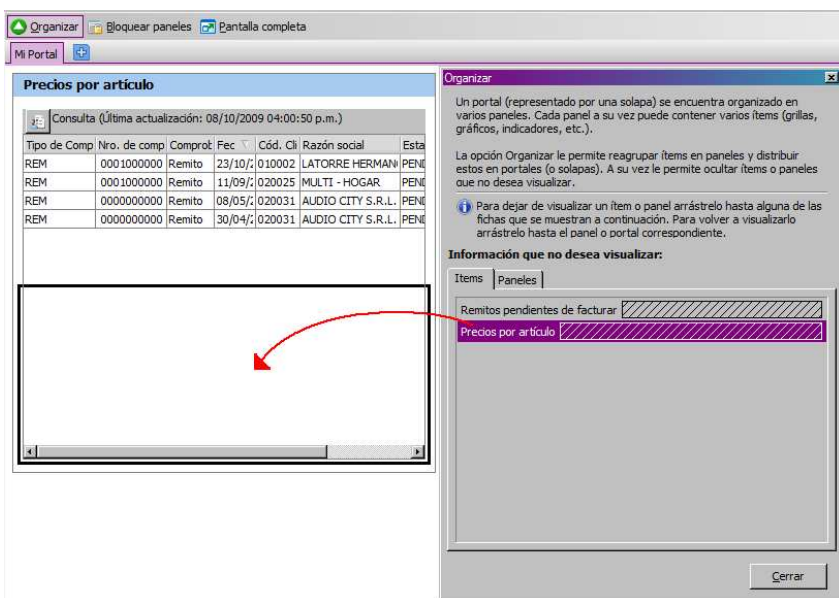 Organizar Bloquear paneles Pantalla completa
Mi Portal
Precios por artículo
Consulta (Última actualización: 08/10/2009 04:00:50 p.m.)
Tipo de Comp Nro. de comp Comprob Fec Cód. Cli Razón social Esta
REM 0001000000 Remito 23/10/2 010002 LATORRE HERMAN PEND
REM 0001000000 Remito 11/09/2 020025 MULTI - HOGAR PEND
REM 0000000000 Remito 08/05/2 020031 AUDIO CITY S.R.L. PEND
REM 0000000000 Remito 30/04/2 020031 AUDIO CITY S.R.L. PEND
Organizar
Un portal (representado por una solapa) se encuentra organizado en
varios paneles. Cada panel a su vez puede contener varios ítems (grillas,
gráficos, indicadores, etc.).
La opción Organizar le permite reagrupar ítems en paneles y distribuir
estos en portales (o solapas). A su vez le permite ocultar ítems o paneles
que no desea visualizar.
Para dejar de visualizar un ítem o panel arrástrelo hasta alguna de las
fichas que se muestran a continuación. Para volver a visualizarlo
arrástrelo hasta el panel o portal correspondiente.
Información que no desea visualizar:
Items Paneles
Remitos pendientes de facturar
Precios por artículo
Cerrar